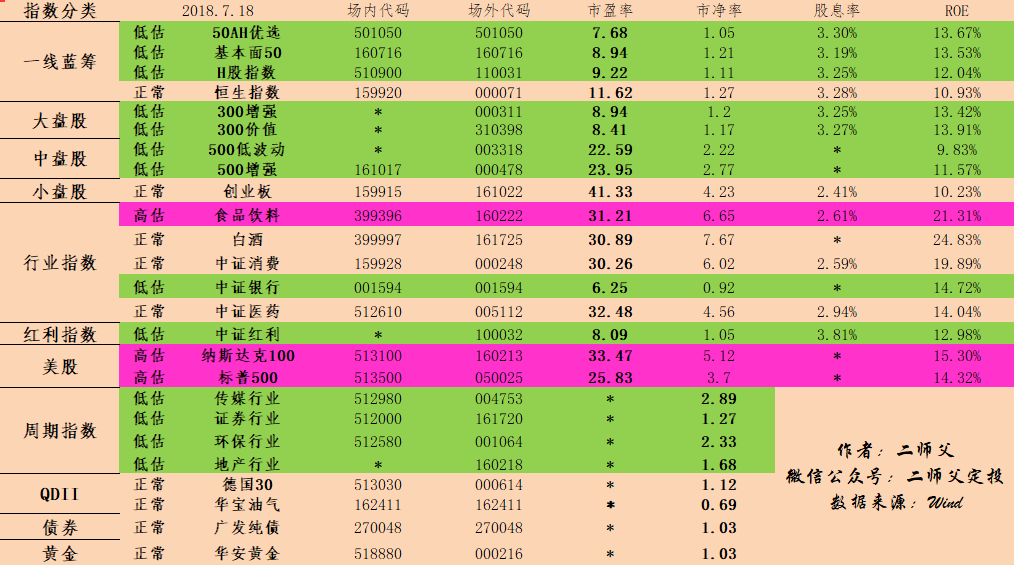 指数分类 2018.7.18 场内代码 场外代码 市盈率 市净率 股息率 ROE
一线蓝筹 低估 50AH优选 501050 501050 7.68 1.05 3.30% 13.67%
低估 基本面50 160716 160716 8.94 1.21 3.19% 13.53%
低估 H股指数 510900 110031 9.22 1.11 3.25% 12.04%
正常 恒生指数 159920 000071 11.62 1.27 3.28% 10.93%
大盘股 低估 300增强 * 000311 8.94 1.2 3.25% 13.42%
低估 300价值 * 310398 8.41 1.17 3.27% 13.91%
中盘股 低估 500低波动 * 003318 22.59 2.22 * 9.83%
低估 500增强 161017 000478 23.95 2.77 * 11.57%
小盘股 正常 创业板 159915 161022 41.33 4.23 2.41% 10.23%
行业指数 高估 食品饮料 399396 160222 31.21 6.65 2.61% 21.31%
正常 白酒 399997 161725 30.89 7.67 * 24.83%
正常 中证消费 159928 000248 30.26 6.02 2.59% 19.89%
低估 中证银行 001594 001594 6.25 0.92 * 14.72%
正常 中证医药 512610 005112 32.48 4.56 2.94% 14.04%
红利指数 低估 中证红利 * 100032 8.09 1.05 3.81% 12.98%
美股 高估 纳斯达克100 513100 160213 33.47 5.12 * 15.30%
高估 标普500 513500 050025 25.83 3.7 * 14.32%
周期指数 低估 传媒行业 512980 004753 * 2.89
低估 证券行业 512000 161720 * 1.27
低估 环保行业 512580 001064 * 2.33
低估 地产行业 * 160218 * 1.68
QDII 正常 德国30 513030 000614 * 1.12
正常 华宝油气 162411 162411 * 0.69
债券 正常 广发纯债 270048 270048 * 1.03
黄金 正常 华安黄金 518880 000216 * 1.03
作者：二师父
微信公众号：二师父定投
数据来源：Wind